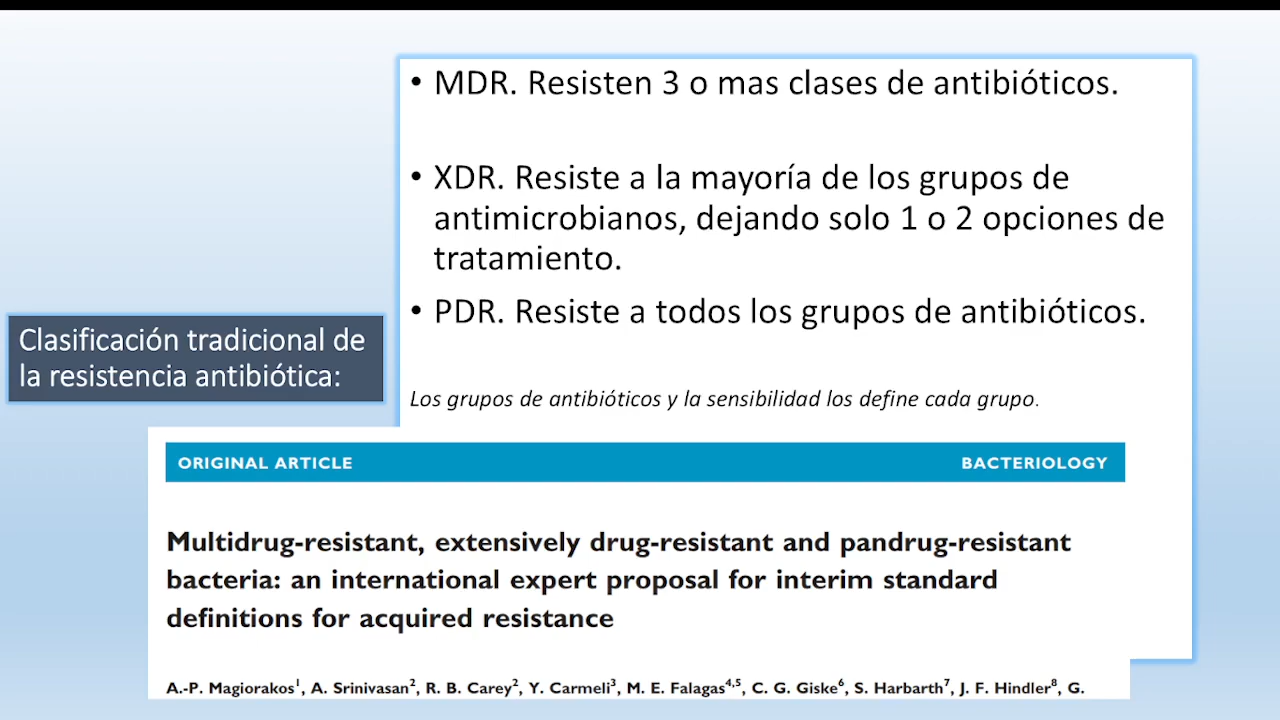 • MDR. Resisten 3 o mas clases de antibióticos.
• XDR. Resiste a la mayoría de los grupos de
antimicrobianos, dejando solo 1 o 2 opciones de
tratamiento.
• PDR. Resiste a todos los grupos de antibióticos.
Clasificación tradicional de
la resistencia antibiótica:
Los grupos de antibióticos y la sensibilidad los define cada grupo.
ORIGINAL ARTICLE BACTERIOLOGY
Multidrug-resistant, extensively drug-resistant and pandrug-resistant
bacteria: an international expert proposal for interim standard
definitions for acquired resistance
A.-P. Magiorakos1, A. Srinivasan2, R. B. Carey2, Y. Carmeli3, M. E. Falagas4,5, C. G. Giske6, S. Harbarth7, J. F. Hindler8, G.